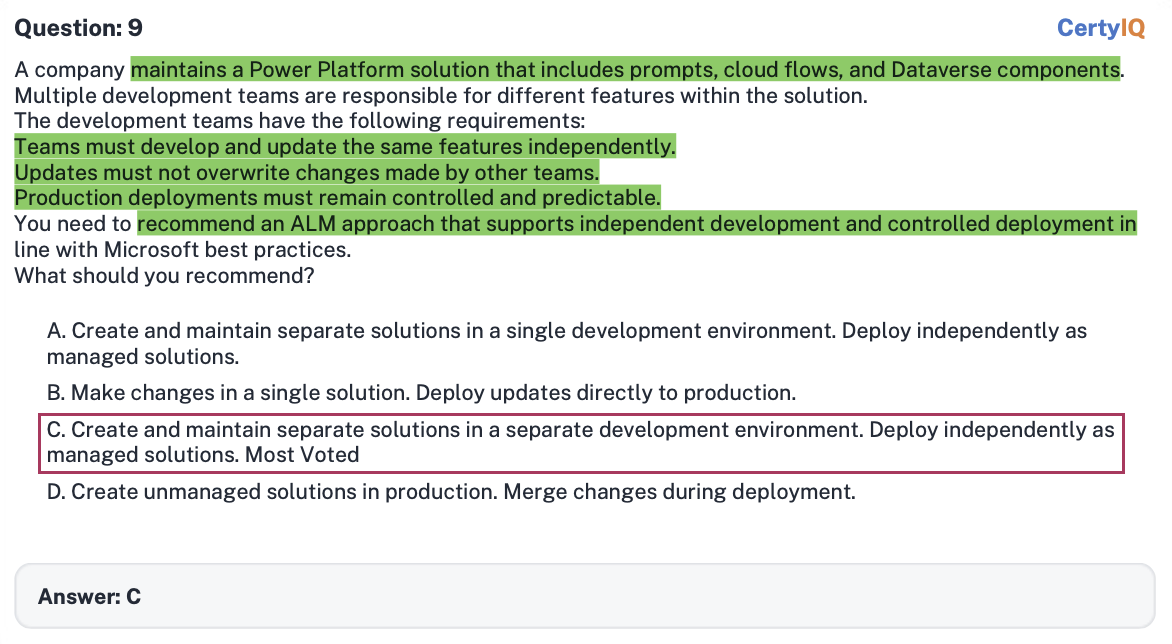 Question: 9
CertyIQ
A company maintains a Power Platform solution that includes prompts, cloud flows, and Dataverse components.
Multiple development teams are responsible for different features within the solution.
The development teams have the following requirements:
Teams must develop and update the same features independently.
Updates must not overwrite changes made by other teams.
Production deployments must remain controlled and predictable.
You need to recommend an ALM approach that supports independent development and controlled deployment in
line with Microsoft best practices.
What should you recommend?
A. Create and maintain separate solutions in a single development environment. Deploy independently as
managed solutions.
B. Make changes in a single solution. Deploy updates directly to production.
C. Create and maintain separate solutions in a separate development environment. Deploy independently as
managed solutions. Most Voted
D. Create unmanaged solutions in production. Merge changes during deployment.
Answer: C